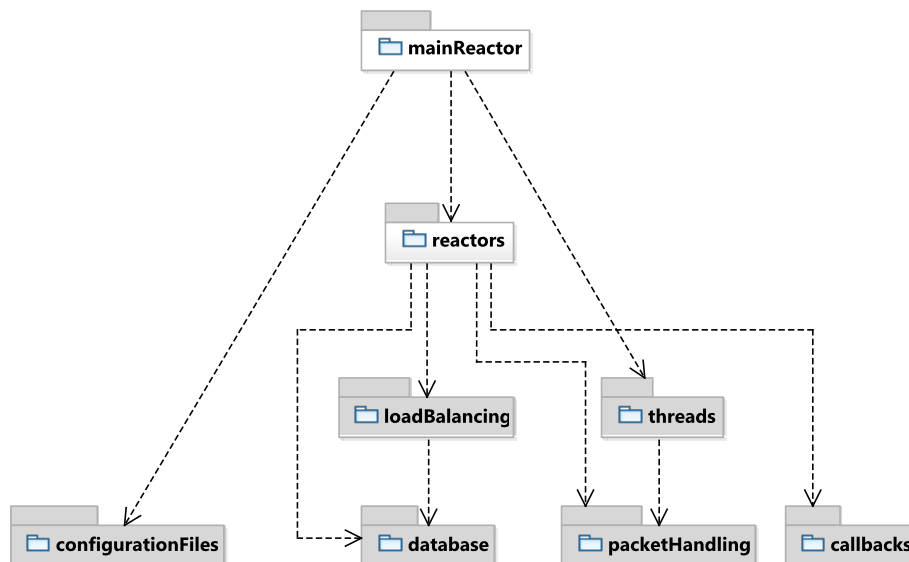 mainReactor
reactors
loadBalancing
threads
configurationFiles
database
packetHandling
callbacks